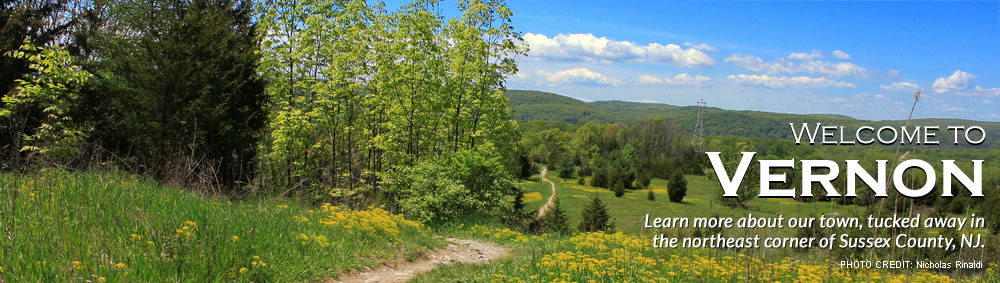 Welcome to
Vernon
Learn more about our town, tucked away in
the northeast corner of Sussex County, NJ.
PHOTO CREDIT: Nicholas Rinaldi